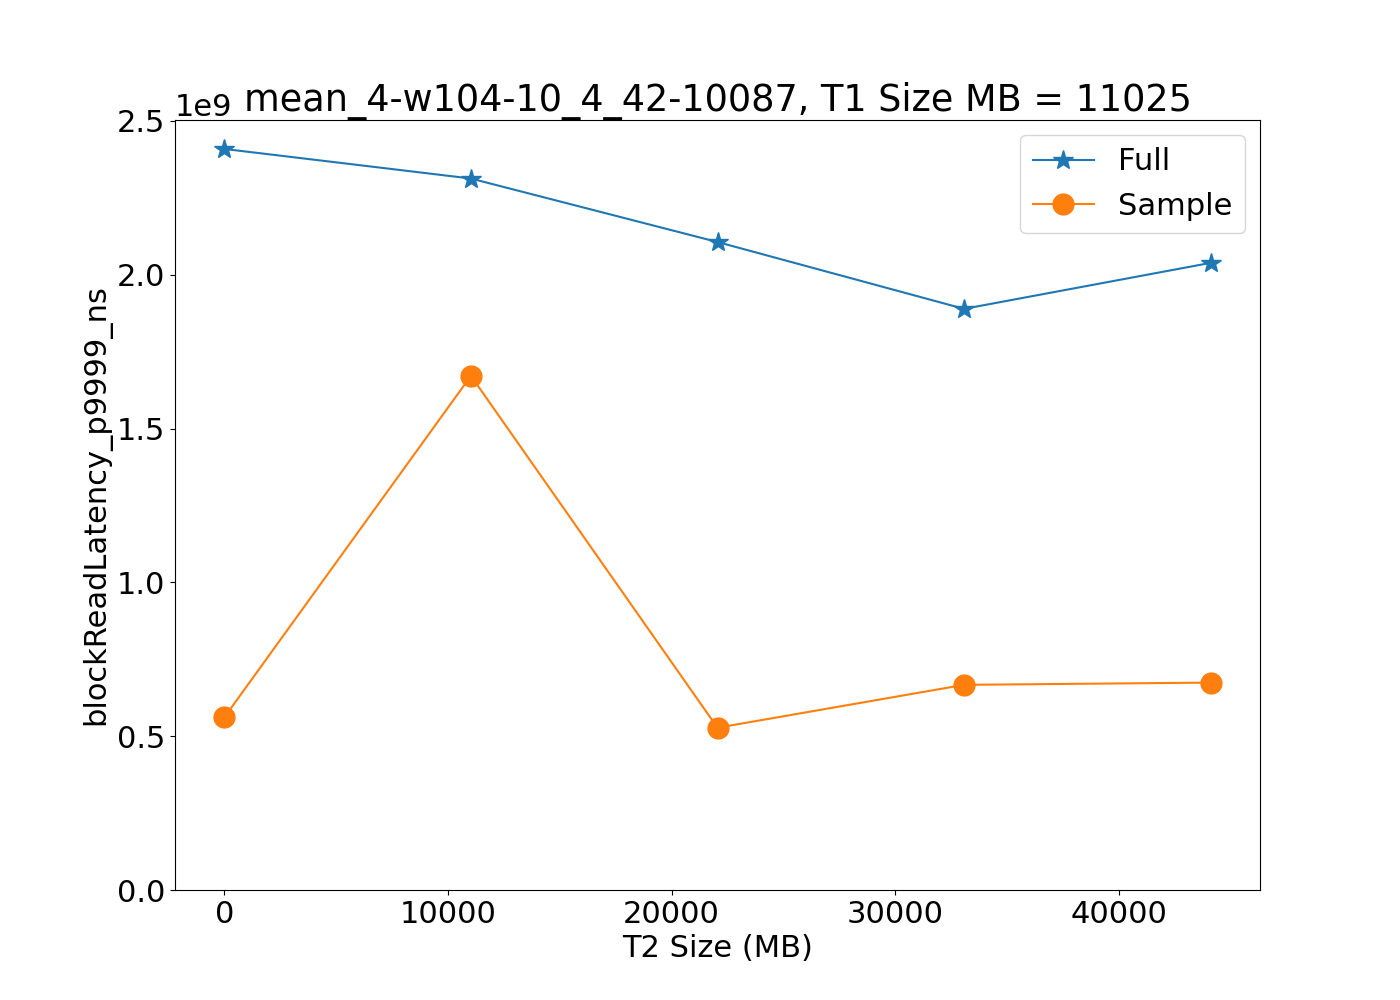 1e9
mean_4-w104-10_4_42-10087, T1 Size MB = 11025
Full
Sample
blockReadLatency_p9999_ns
2.5
2.0
1.5
1.0
0.5
0.0
0 10000 20000 30000 40000
T2 Size (MB)